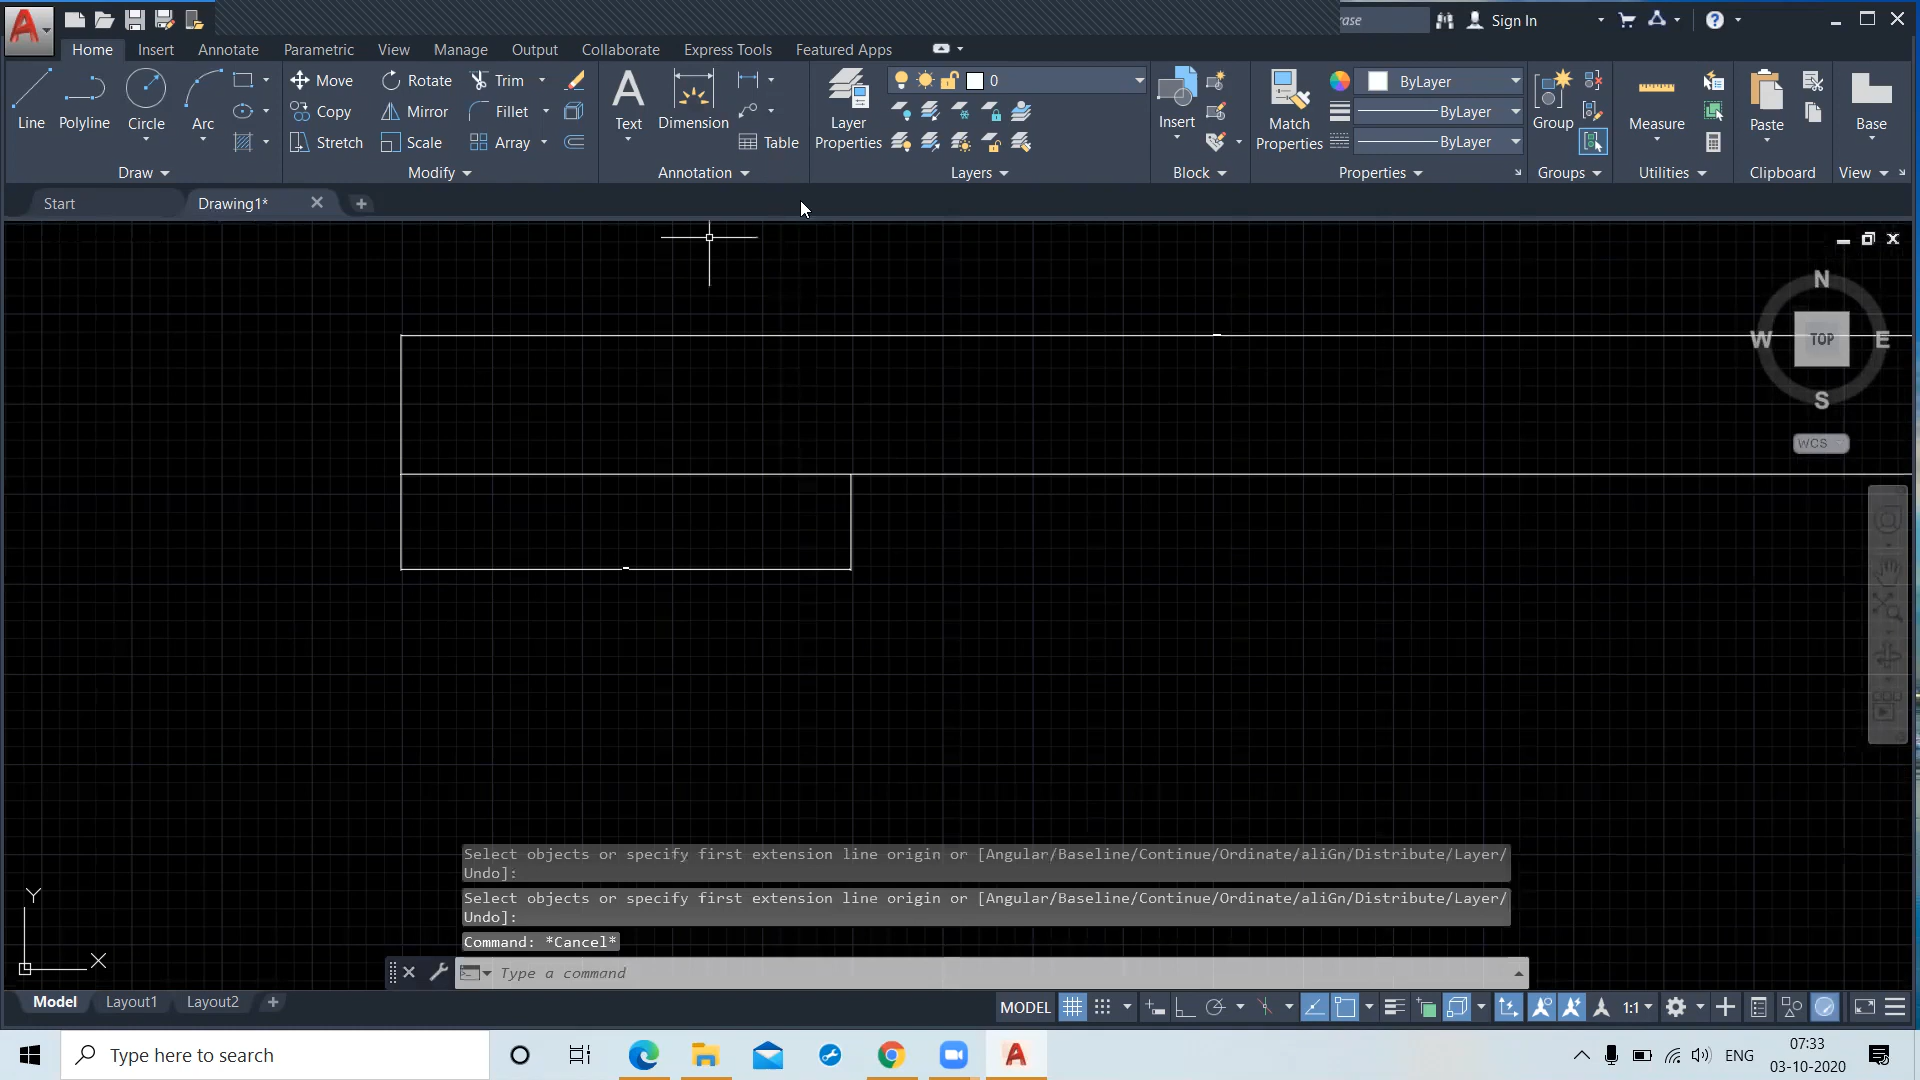 rase
Sign In
Home Insert Annotate Parametric View Manage Output Collaborate Express Tools Featured Apps
Line Polyline Circle Arc
Move Rotate Trim
Copy Mirror Fillet
Stretch Scale Array
Text Dimension
Table
Layer
Properties
0
Insert
Match
Properties
ByLayer
ByLayer
ByLayer
Group
Measure
Paste
Base
Draw Modify Annotation Layers Block Properties Groups Utilities Clipboard View
Start Drawing1*
N
W TOP E
S
WCS
Select objects or specify first extension line origin or [Angular/Baseline/Continue/Ordinate/aliGn/Distribute/Layer/
Undo]:
Select objects or specify first extension line origin or [Angular/Baseline/Continue/Ordinate/aliGn/Distribute/Layer/
Undo]:
Command: *Cancel*
Type a command
Y
X
Model Layout1 Layout2
MODEL 1:1
Type here to search
ENG
07:33
03-10-2020